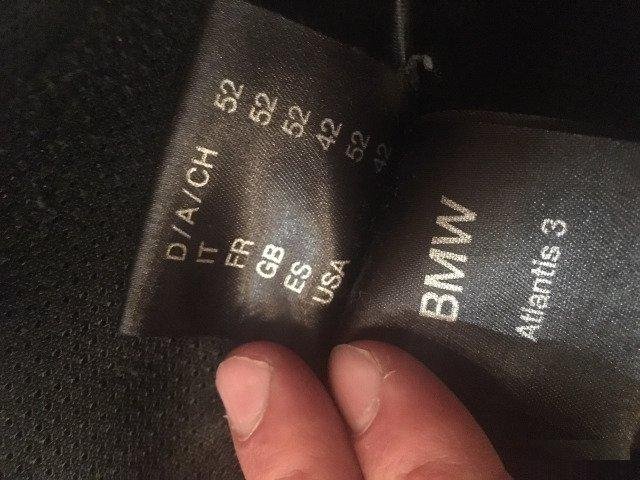 D/A/CH 52
IT 52
FR 52
GB 42
ES 52
USA 42
BMW
Atlantis 3